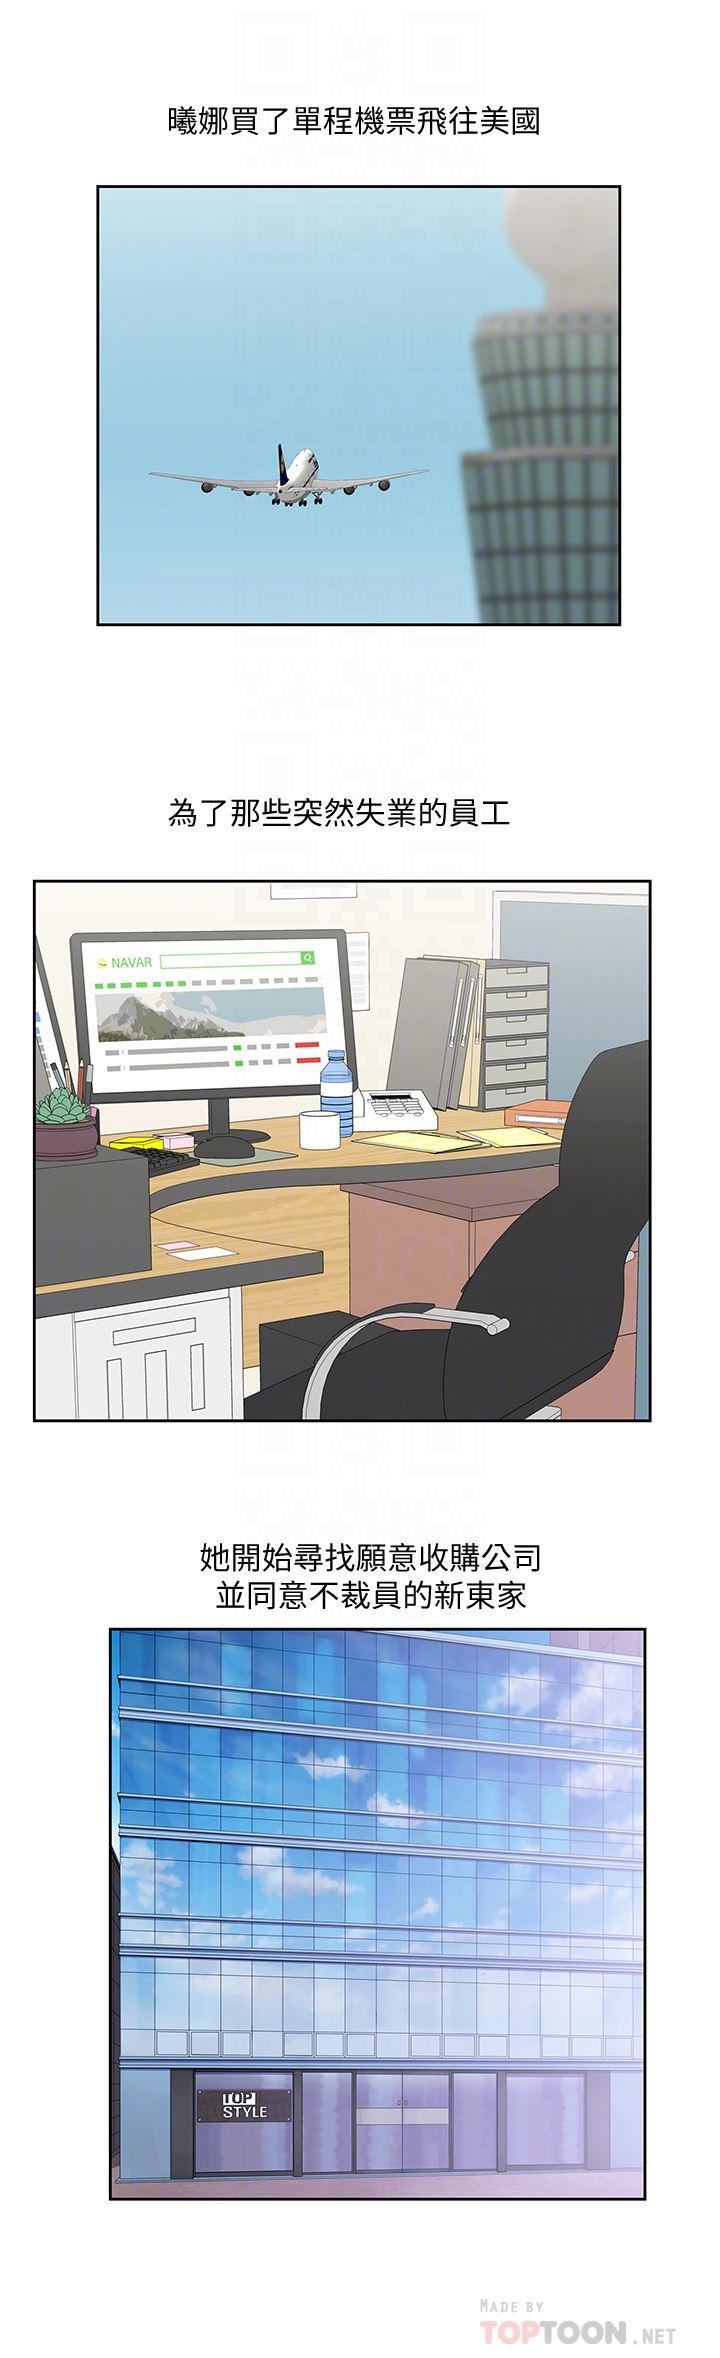 曦娜買了單程機票飛往美國
為了那些突然失業的員工
NAVAR
她開始尋找願意收購公司
並同意不裁員的新東家
TOP
STYLE
MADE BY
TOPTOON.NET